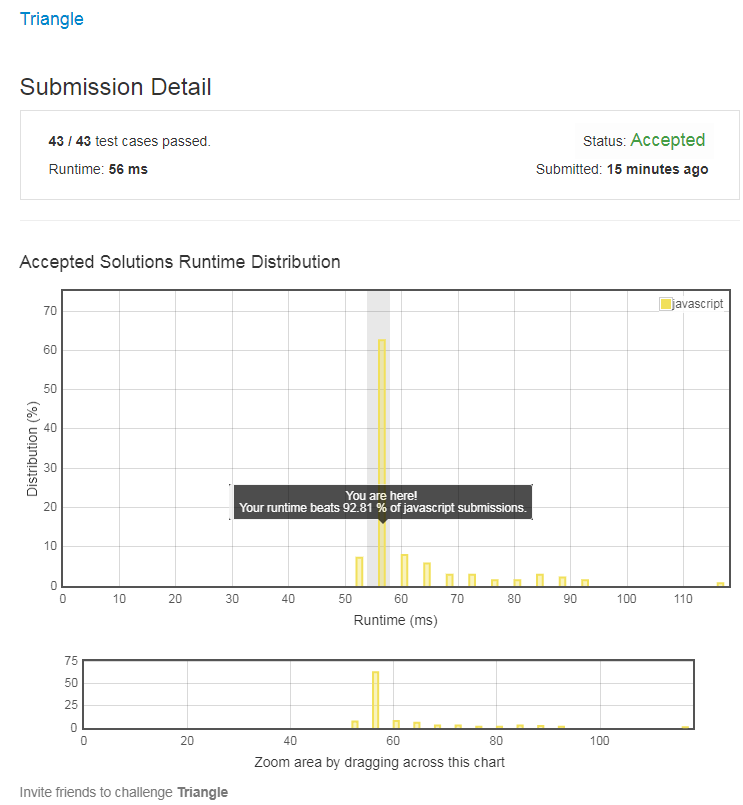 Triangle
Submission Detail
43 / 43 test cases passed.
Status: Accepted
Runtime: 56 ms
Submitted: 15 minutes ago
Accepted Solutions Runtime Distribution
javascript
70
60
50
40
30
20
10
0
Distribution (%)
You are here!
Your runtime beats 92.81 % of javascript submissions.
0 10 20 30 40 50 60 70 80 90 100 110
Runtime (ms)
75
50
25
0
0 20 40 60 80 100
Zoom area by dragging across this chart
Invite friends to challenge Triangle